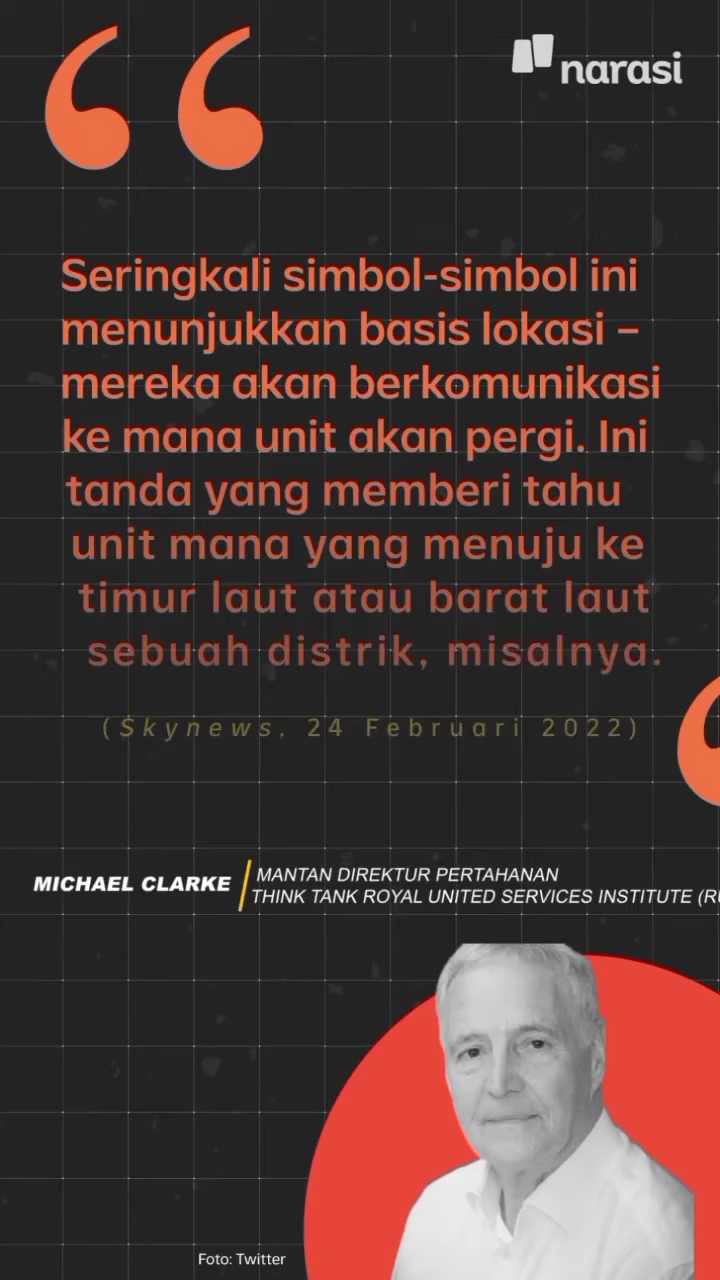 narasi
Seringkali simbol-simbol ini
menunjukkan basis lokasi –
mereka akan berkomunikasi
ke mana unit akan pergi. Ini
tanda yang memberi tahu
unit mana yang menuju ke
timur laut atau barat laut
sebuah distrik, misalnya.
(Skynews, 24 Februari 2022)
MICHAEL CLARKE
MANTAN DIREKTUR PERTAHANAN
THINK TANK ROYAL UNITED SERVICES INSTITUTE
Foto: Twitter